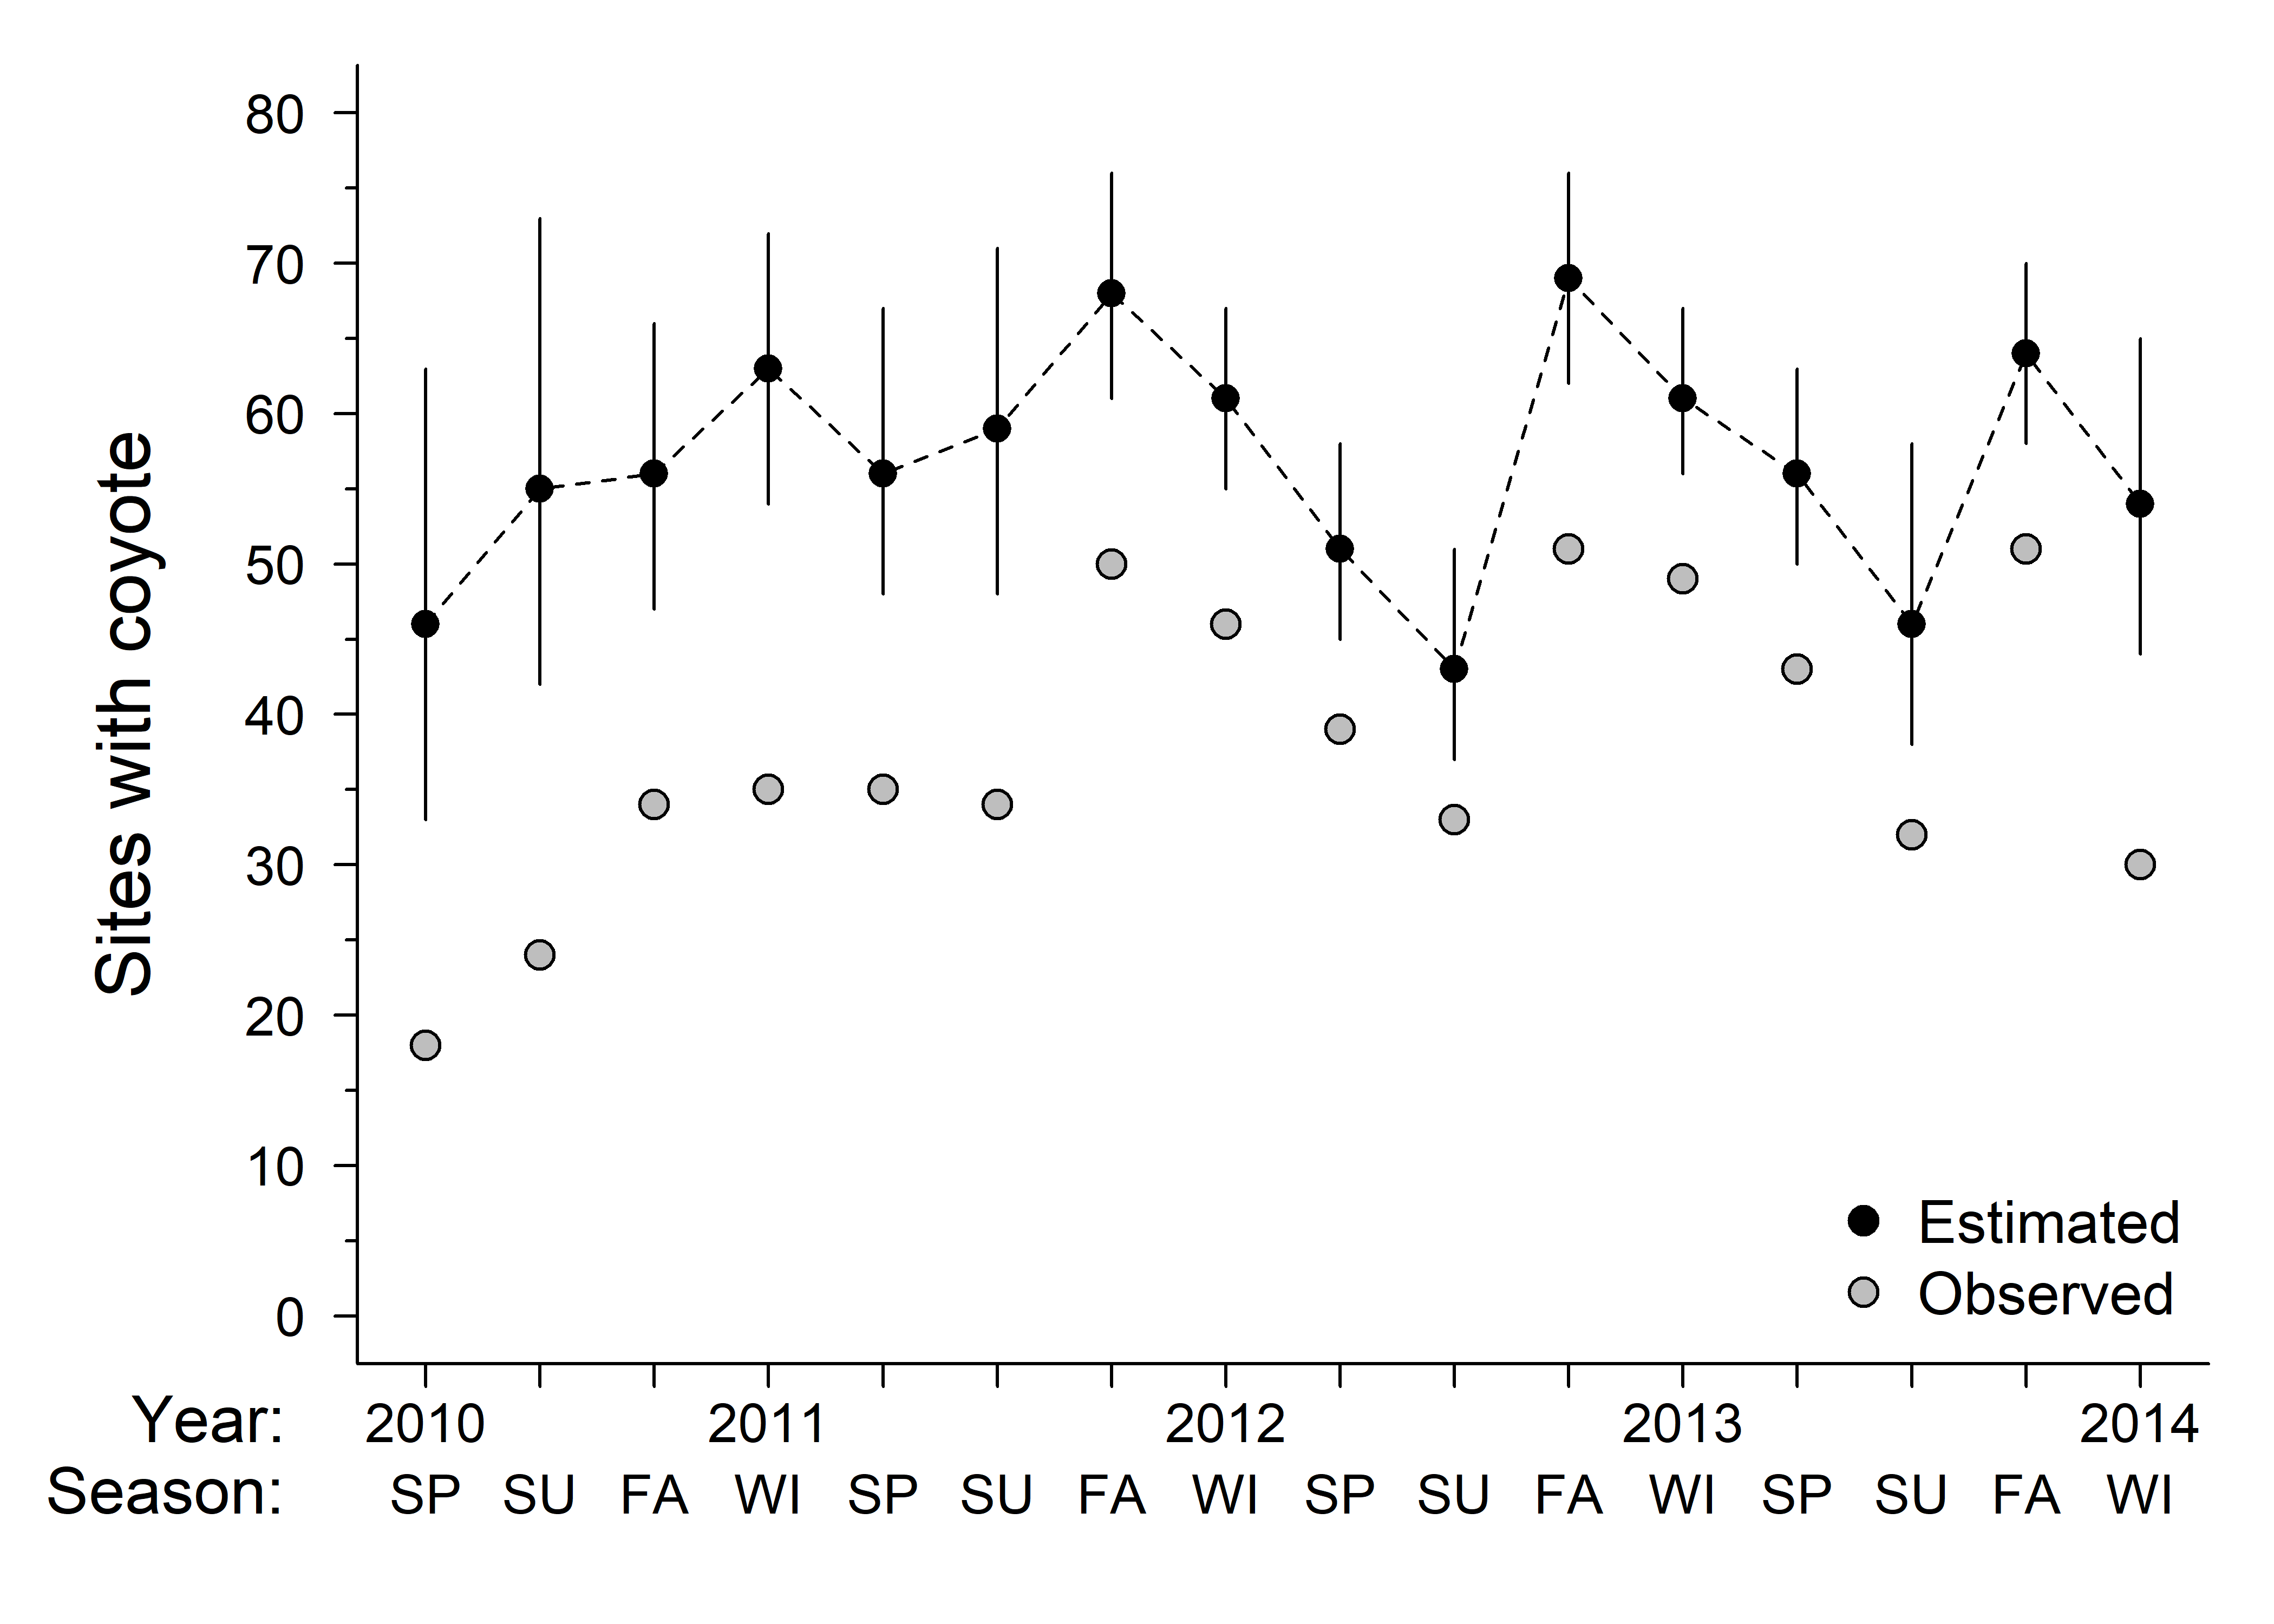 80
70
60
50
40
30
20
10
0
Sites with coyote
Estimated
Observed
Year: 2010 2011 2012 2013 2014
Season: SP SU FA WI SP SU FA WI SP SU FA WI SP SU FA WI